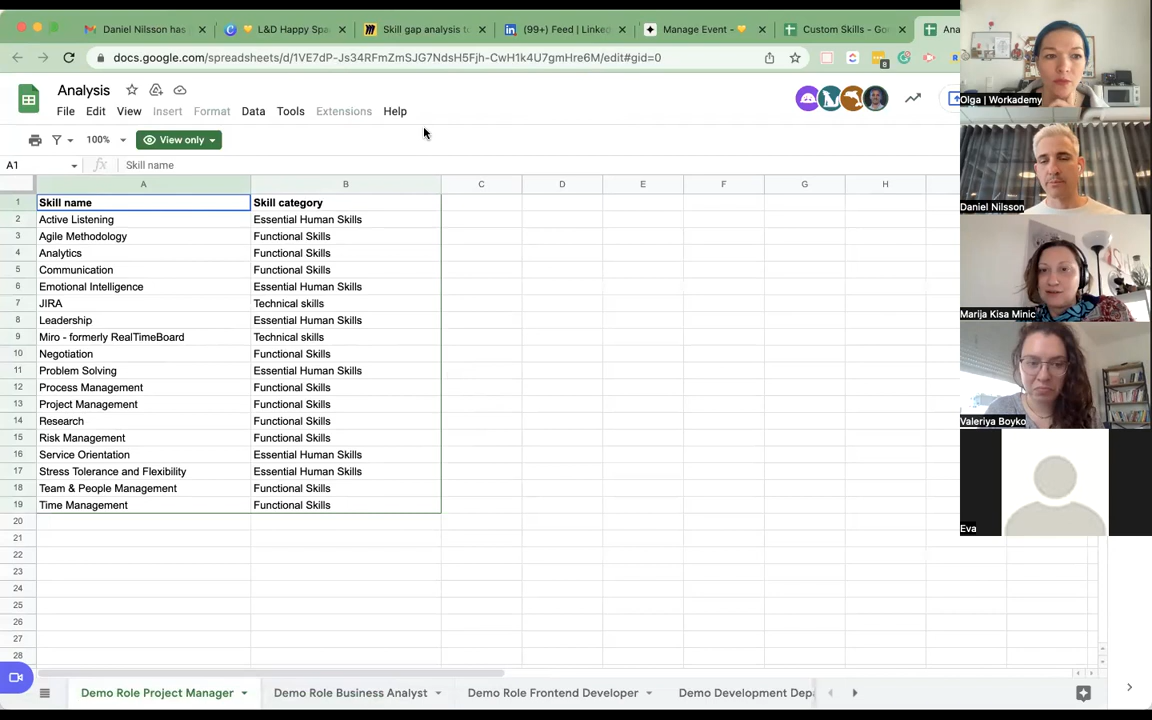 Daniel Nilsson has
L&D Happy Spa
Skill gap analysis t
(99+) Feed | Linked
Manage Event -
Custom Skills - Go
Ana
docs.google.com/spreadsheets/d/1VE7dP-Js34RFmZmSJG7NdsH5Fjh-CwH1k4U7gmHre6M/edit#gid=0
8
Analysis
File Edit View Insert Format Data Tools Extensions Help
100% View only
A1 fx Skill name
A B C D E F G H
1 Skill name Skill category
2 Active Listening Essential Human Skills
3 Agile Methodology Functional Skills
4 Analytics Functional Skills
5 Communication Functional Skills
6 Emotional Intelligence Essential Human Skills
7 JIRA Technical skills
8 Leadership Essential Human Skills
9 Miro - formerly RealTimeBoard Technical skills
10 Negotiation Functional Skills
11 Problem Solving Essential Human Skills
12 Process Management Functional Skills
13 Project Management Functional Skills
14 Research Functional Skills
15 Risk Management Functional Skills
16 Service Orientation Essential Human Skills
17 Stress Tolerance and Flexibility Essential Human Skills
18 Team & People Management Functional Skills
19 Time Management Functional Skills
20
21
22
23
24
25
26
27
28
Demo Role Project Manager Demo Role Business Analyst Demo Role Frontend Developer Demo Development Depa
Olga | Workademy
Daniel Nilsson
Marija Kisa Minic
Valeriya Boyko
Eva